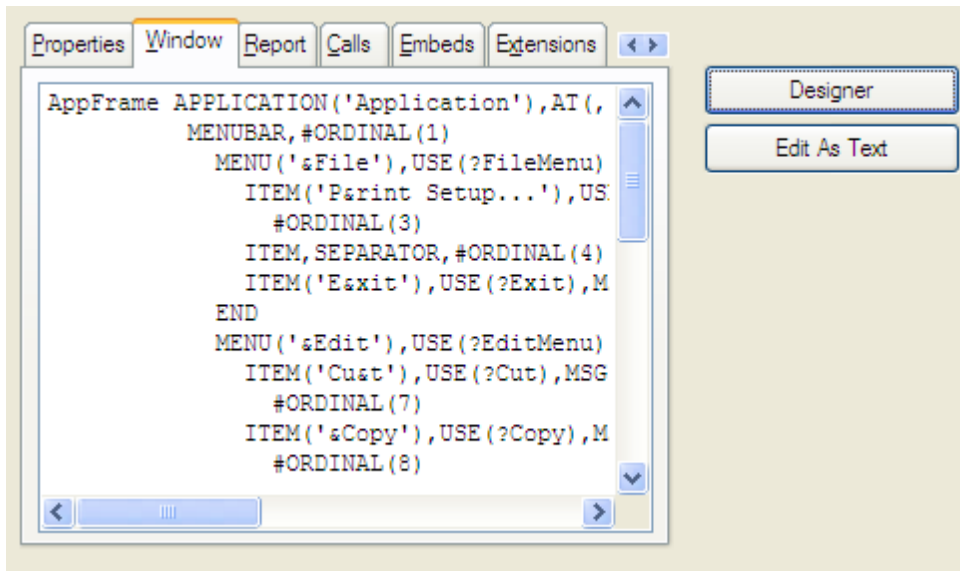 Properties Window Report Calls Embeds Extensions
Designer
Edit As Text
AppFrame APPLICATION('Application'),AT(,
MENUBAR,#ORDINAL(1)
MENU('&File'),USE(?FileMenu)
ITEM('P&rint Setup...'),US
#ORDINAL(3)
ITEM,SEPARATOR,#ORDINAL(4)
ITEM('E&xit'),USE(?Exit),M
END
MENU('&Edit'),USE(?EditMenu)
ITEM('Cu&t'),USE(?Cut),MSG
#ORDINAL(7)
ITEM('&Copy'),USE(?Copy),M
#ORDINAL(8)